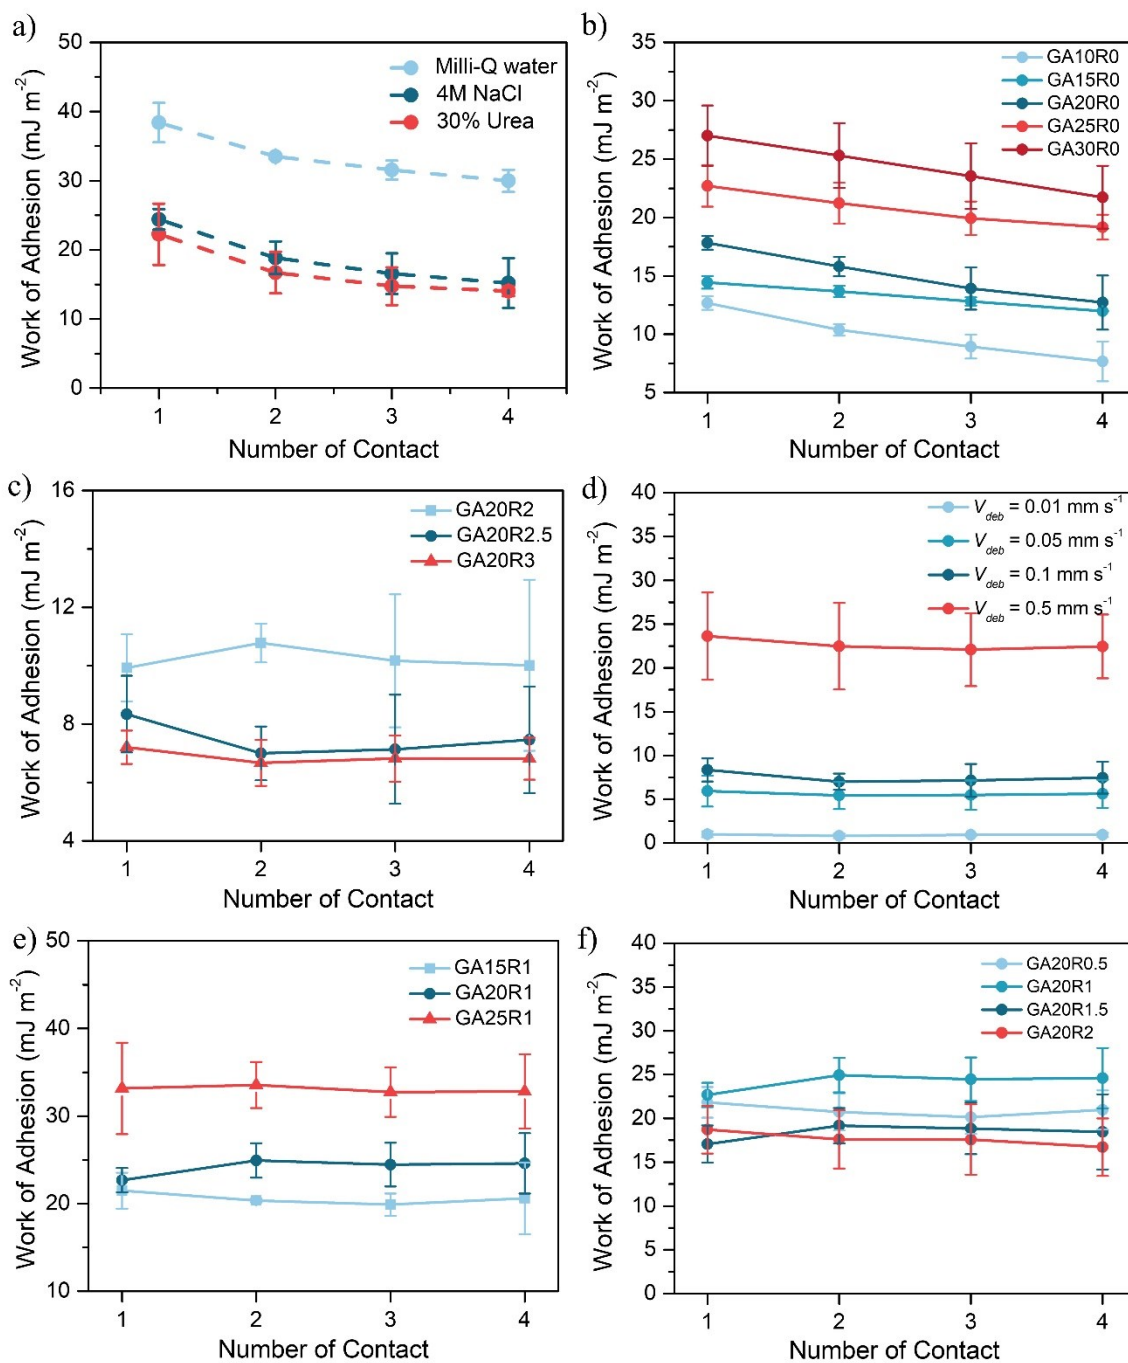 a)
Work of Adhesion (mJ m⁻²)
50
40
30
20
10
0
Milli-Q water
4M NaCl
30% Urea
1 2 3 4
Number of Contact
b)
Work of Adhesion (mJ m⁻²)
35
30
25
20
15
10
5
GA10R0
GA15R0
GA20R0
GA25R0
GA30R0
1 2 3 4
Number of Contact
c)
Work of Adhesion (mJ m⁻²)
16
12
8
4
GA20R2
GA20R2.5
GA20R3
1 2 3 4
Number of Contact
d)
Work of Adhesion (mJ m⁻²)
40
35
30
25
20
15
10
5
0
V_deb = 0.01 mm s⁻¹
V_deb = 0.05 mm s⁻¹
V_deb = 0.1 mm s⁻¹
V_deb = 0.5 mm s⁻¹
1 2 3 4
Number of Contact
e)
Work of Adhesion (mJ m⁻²)
50
40
30
20
10
GA15R1
GA20R1
GA25R1
1 2 3 4
Number of Contact
f)
Work of Adhesion (mJ m⁻²)
40
35
30
25
20
15
10
5
0
GA20R0.5
GA20R1
GA20R1.5
GA20R2
1 2 3 4
Number of Contact